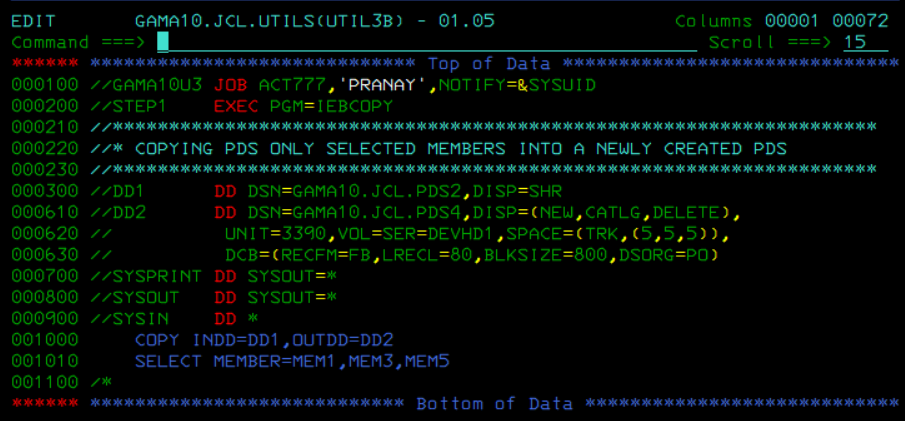 EDIT       GAMA10.JCL.UTILS(UTIL3B) - 01.05                Columns 00001 00072
Command ===>                                                  Scroll ===> 15
****** ***************************** Top of Data ******************************
000100 //GAMA10U3 JOB ACT777,'PRANAY',NOTIFY=&SYSUID
000200 //STEP1    EXEC PGM=IEBCOPY
000210 //********************************************************************
000220 //* COPYING PDS ONLY SELECTED MEMBERS INTO A NEWLY CREATED PDS
000230 //********************************************************************
000300 //DD1      DD DSN=GAMA10.JCL.PDS2,DISP=SHR
000610 //DD2      DD DSN=GAMA10.JCL.PDS4,DISP=(NEW,CATLG,DELETE),
000620 //          UNIT=3390,VOL=SER=DEVHD1,SPACE=(TRK,(5,5,5)),
000630 //          DCB=(RECFM=FB,LRECL=80,BLKSIZE=800,DSORG=PO)
000700 //SYSPRINT DD SYSOUT=*
000800 //SYSOUT   DD SYSOUT=*
000900 //SYSIN    DD *
001000     COPY INDD=DD1,OUTDD=DD2
001010     SELECT MEMBER=MEM1,MEM3,MEM5
001100 /*
****** **************************** Bottom of Data ****************************